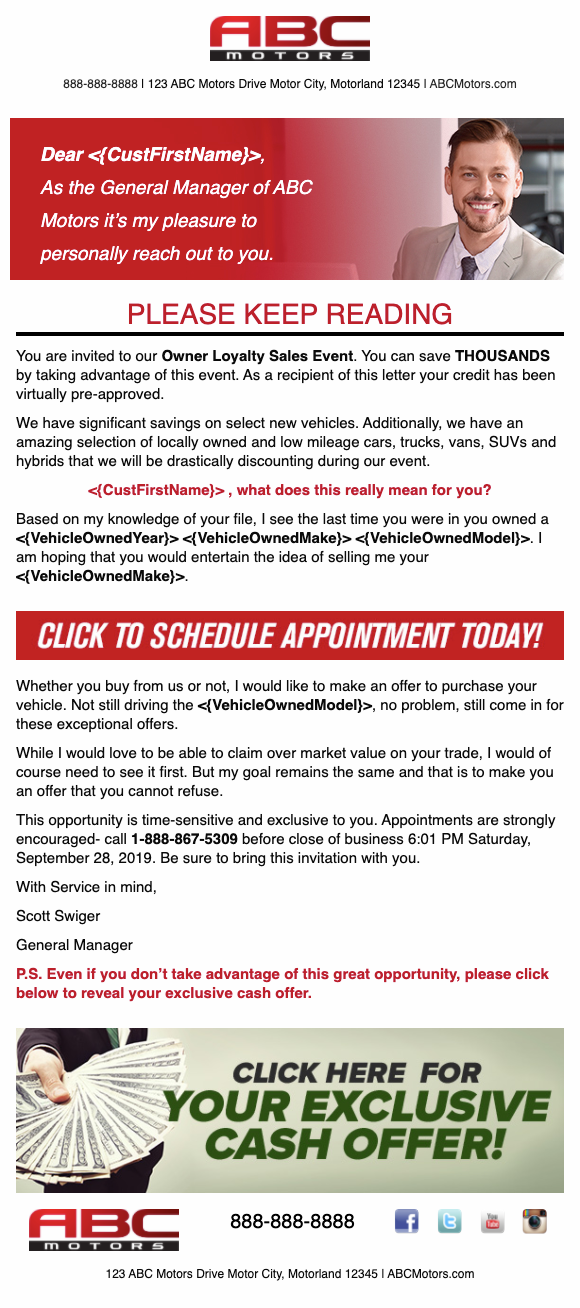 ABC
MOTORS
888-888-8888 | 123 ABC Motors Drive Motor City, Motorland 12345 | ABCMotors.com
Dear <{CustFirstName}>,
As the General Manager of ABC
Motors it’s my pleasure to
personally reach out to you.
PLEASE KEEP READING
You are invited to our Owner Loyalty Sales Event. You can save THOUSANDS
by taking advantage of this event. As a recipient of this letter your credit has been
virtually pre-approved.
We have significant savings on select new vehicles. Additionally, we have an
amazing selection of locally owned and low mileage cars, trucks, vans, SUVs and
hybrids that we will be drastically discounting during our event.
<{CustFirstName}> , what does this really mean for you?
Based on my knowledge of your file, I see the last time you were in you owned a
<{VehicleOwnedYear}> <{VehicleOwnedMake}> <{VehicleOwnedModel}>. I
am hoping that you would entertain the idea of selling me your
<{VehicleOwnedMake}>.
CLICK TO SCHEDULE APPOINTMENT TODAY!
Whether you buy from us or not, I would like to make an offer to purchase your
vehicle. Not still driving the <{VehicleOwnedModel}>, no problem, still come in for
these exceptional offers.
While I would love to be able to claim over market value on your trade, I would of
course need to see it first. But my goal remains the same and that is to make you
an offer that you cannot refuse.
This opportunity is time-sensitive and exclusive to you. Appointments are strongly
encouraged- call 1-888-867-5309 before close of business 6:01 PM Saturday,
September 28, 2019. Be sure to bring this invitation with you.
With Service in mind,
Scott Swiger
General Manager
P.S. Even if you don’t take advantage of this great opportunity, please click
below to reveal your exclusive cash offer.
CLICK HERE FOR
YOUR EXCLUSIVE
CASH OFFER!
ABC
MOTORS
888-888-8888
You
Tube
123 ABC Motors Drive Motor City, Motorland 12345 | ABCMotors.com